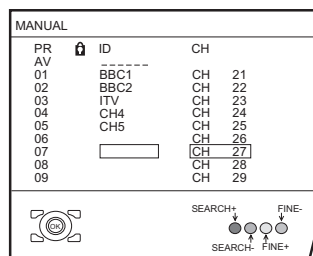 MANUAL
PR ID CH
AV ______
01 BBC1 CH 21
02 BBC2 CH 22
03 ITV CH 23
04 CH4 CH 24
05 CH5 CH 25
06 CH 26
07 CH 27
08 CH 28
09 CH 29
SEARCH+ FINE-
OK
SEARCH- FINE+